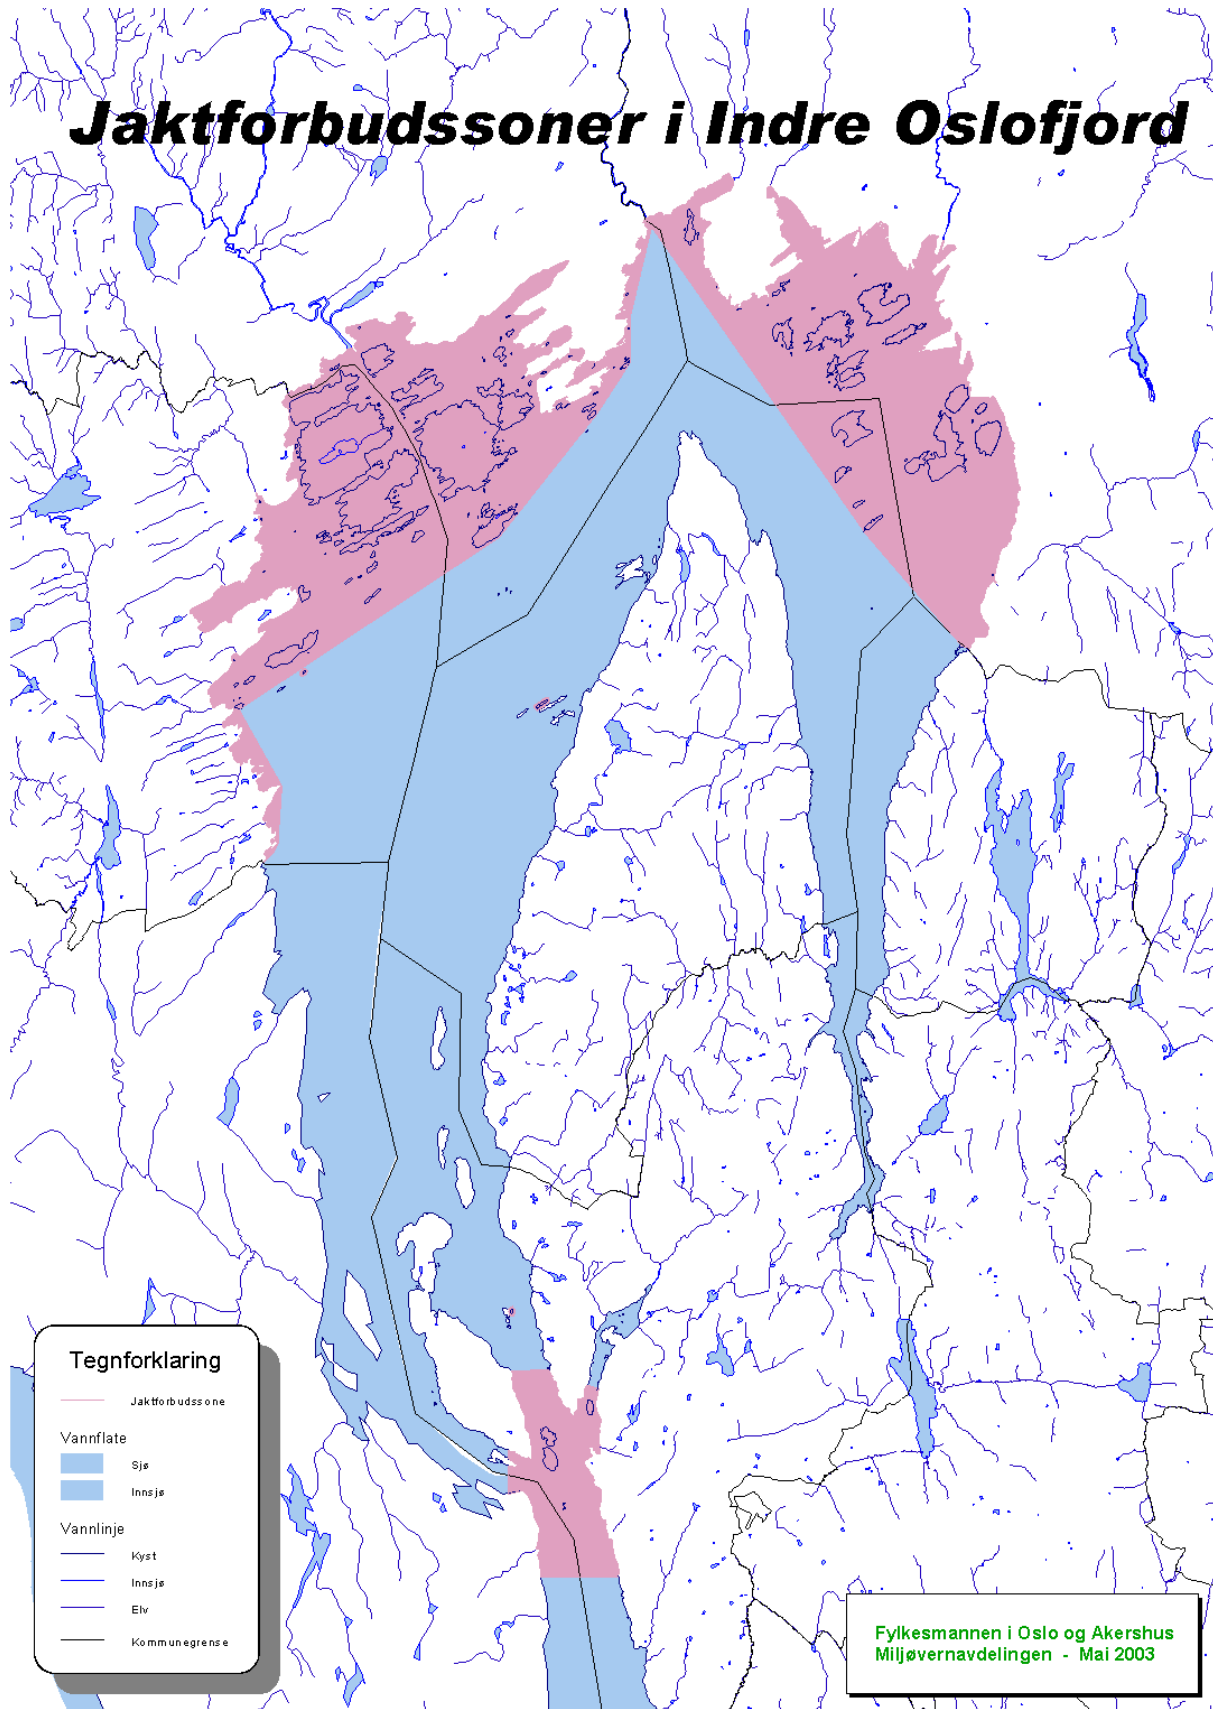 Jaktforbudssoner i Indre Oslofjord
Tegnforklaring
Jaktforbudssone
Vannflate
Sjø
Innsjø
Vannlinje
Kyst
Innsjø
Elv
Kommunegrense
Fylkesmannen i Oslo og Akershus
Miljøvernavdelingen - Mai 2003